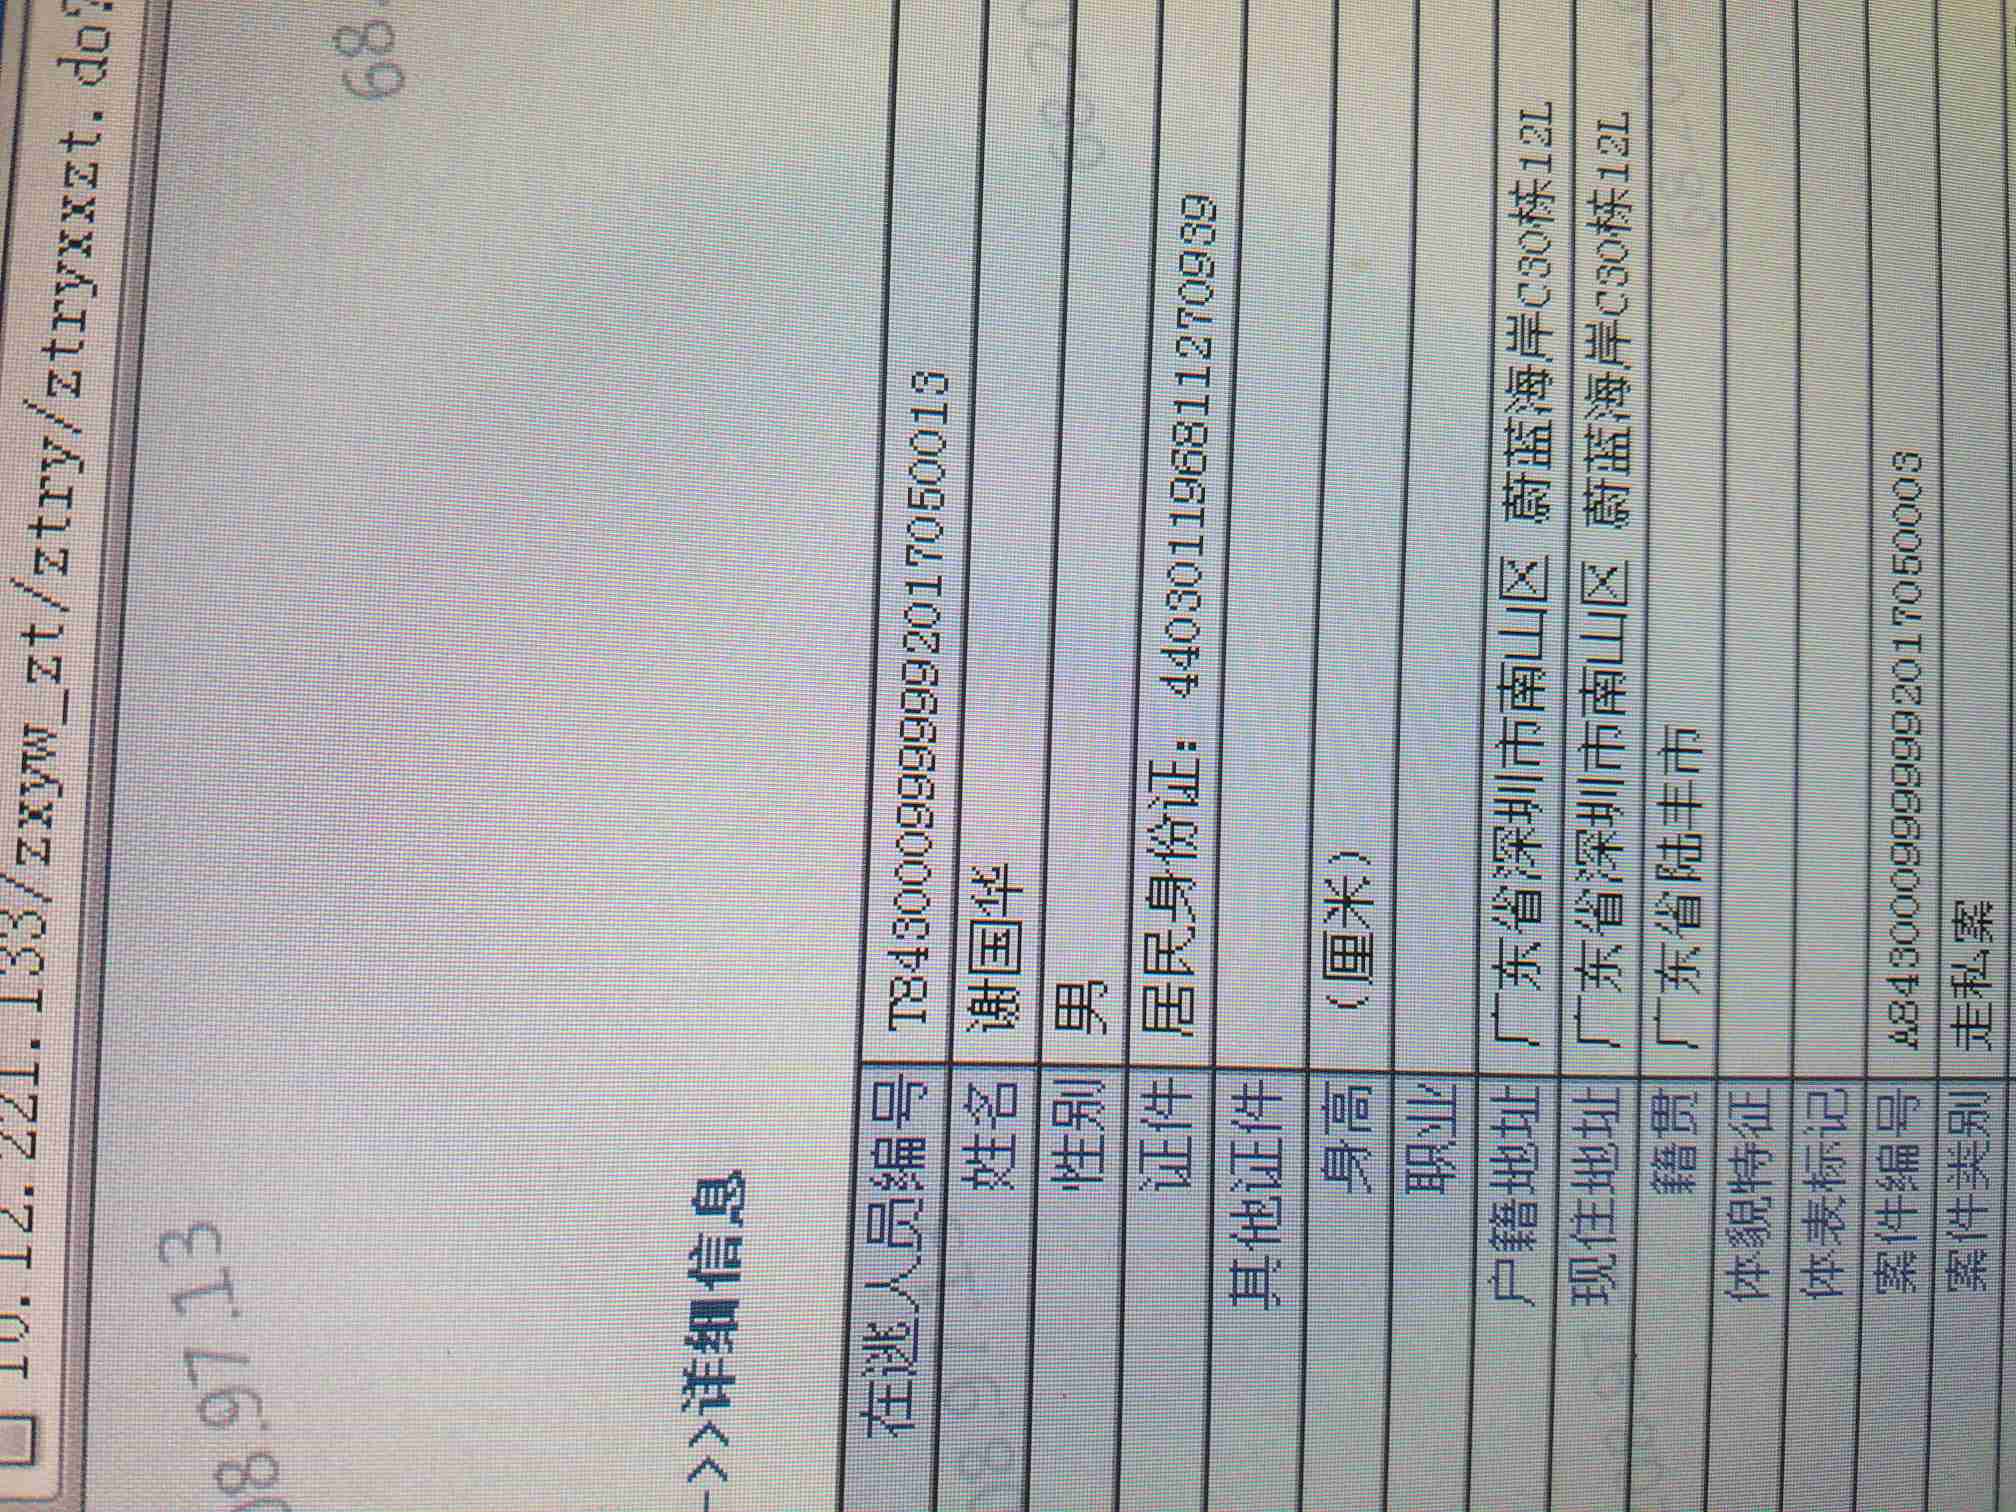 10.12.221.133/zxyw_zt/ztry/ztryxxzt.do?
68.
08.97.13
->>详细信息
在逃人员编号 T8430009999992017050013
姓名 谢国华
性别 男
证件 居民身份证: 440301196811270939
其他证件
身高 (厘米)
职业
户籍地址 广东省深圳市南山区 蔚蓝海岸C30栋12L
现住地址 广东省深圳市南山区 蔚蓝海岸C30栋12L
籍贯 广东省陆丰市
体貌特征
体表标记
案件编号 A8430009999992017050003
案件类别 走私案